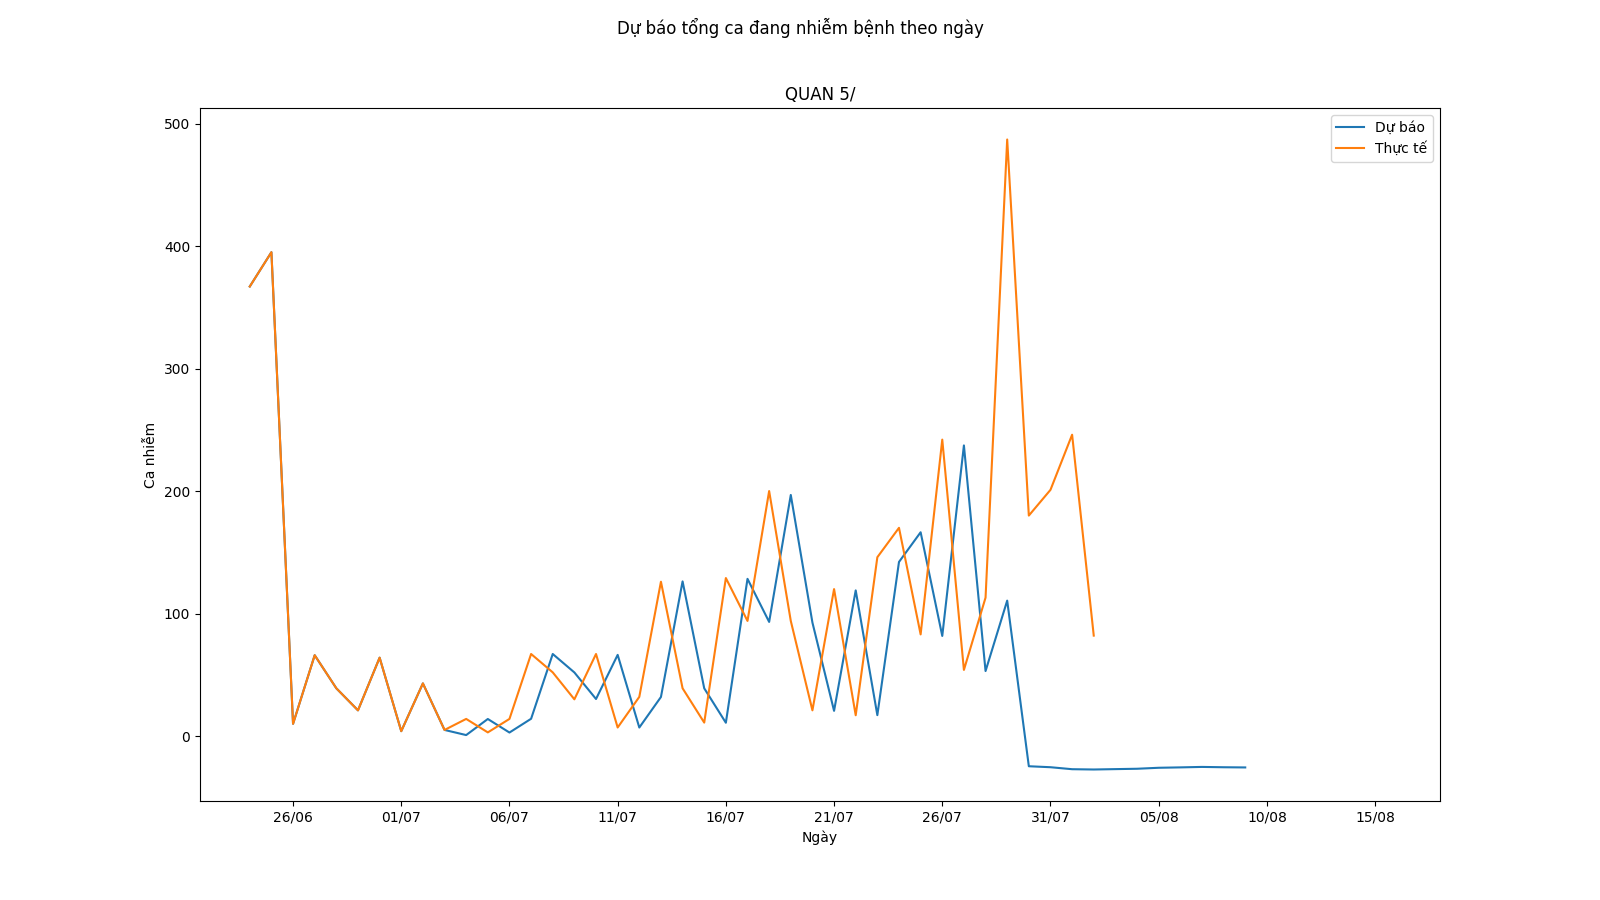 Dự báo tổng ca đang nhiễm bệnh theo ngày
QUAN 5/
Dự báo
Thực tế
Ca nhiễm
500
400
300
200
100
0
26/06
01/07
06/07
11/07
16/07
21/07
26/07
31/07
05/08
10/08
15/08
Ngày